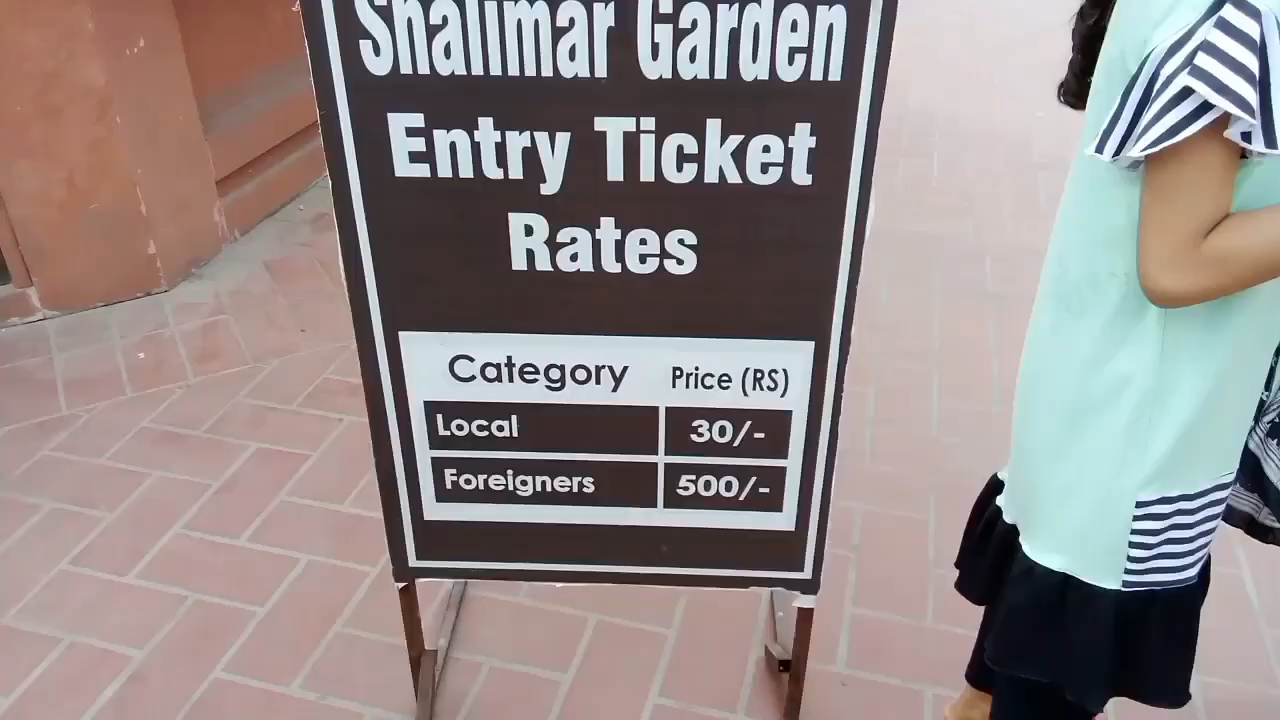 Shalimar Garden
Entry Ticket
Rates
Category Price (RS)
Local 30/-
Foreigners 500/-